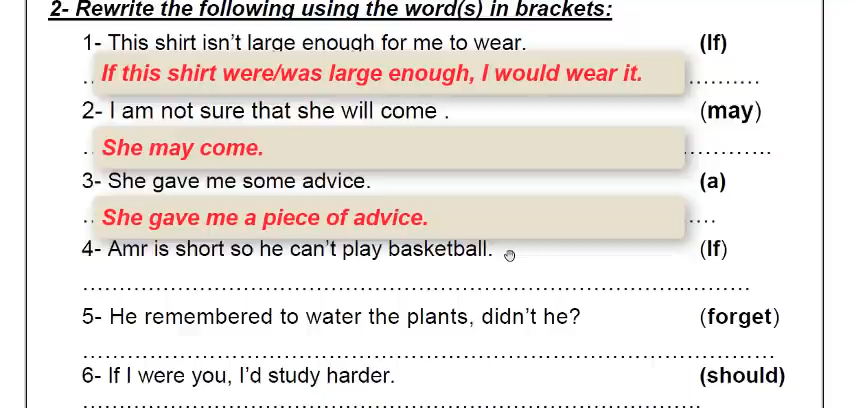 2- Rewrite the following using the word(s) in brackets:
1- This shirt isn't large enough for me to wear. (If)
If this shirt were/was large enough, I would wear it.
2- I am not sure that she will come . (may)
She may come.
3- She gave me some advice. (a)
She gave me a piece of advice.
4- Amr is short so he can't play basketball. (If)
5- He remembered to water the plants, didn't he? (forget)
6- If I were you, I'd study harder. (should)